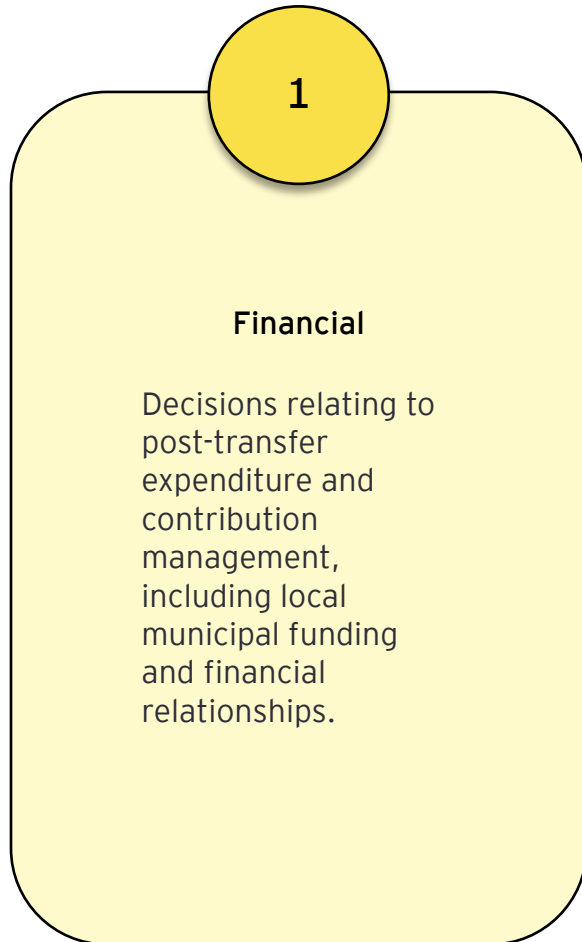 1
Financial
Decisions relating to
post-transfer
expenditure and
contribution
management,
including local
municipal funding
and financial
relationships.